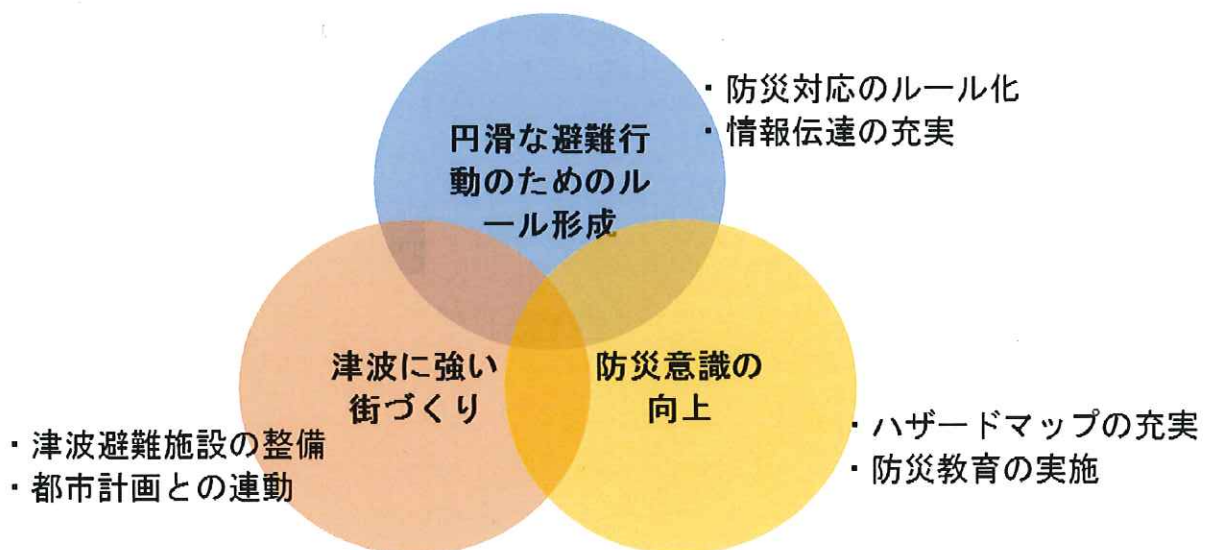 円滑な避難行
動のためのル
ール形成
・防災対応のルール化
・情報伝達の充実
津波に強い
街づくり
・津波避難施設の整備
・都市計画との連動
防災意識の
向上
・ハザードマップの充実
・防災教育の実施